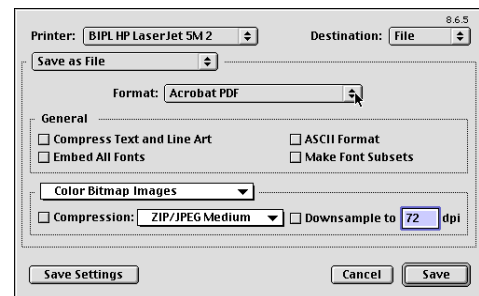 8.6.5
Printer: BIPL HP LaserJet 5M 2 Destination: File
Save as File
Format: Acrobat PDF
General
Compress Text and Line Art ASCII Format
Embed All Fonts Make Font Subsets
Color Bitmap Images
Compression: ZIP/JPEG Medium Downsample to 72 dpi
Save Settings Cancel Save